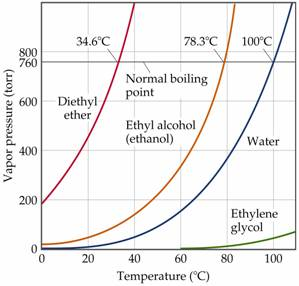 Vapor pressure (torr)
800
760
600
400
200
0
34.6°C
78.3°C
100°C
Normal boiling
point
Diethyl
ether
Ethyl alcohol
(ethanol)
Water
Ethylene
glycol
0
20
40
60
80
100
Temperature (°C)